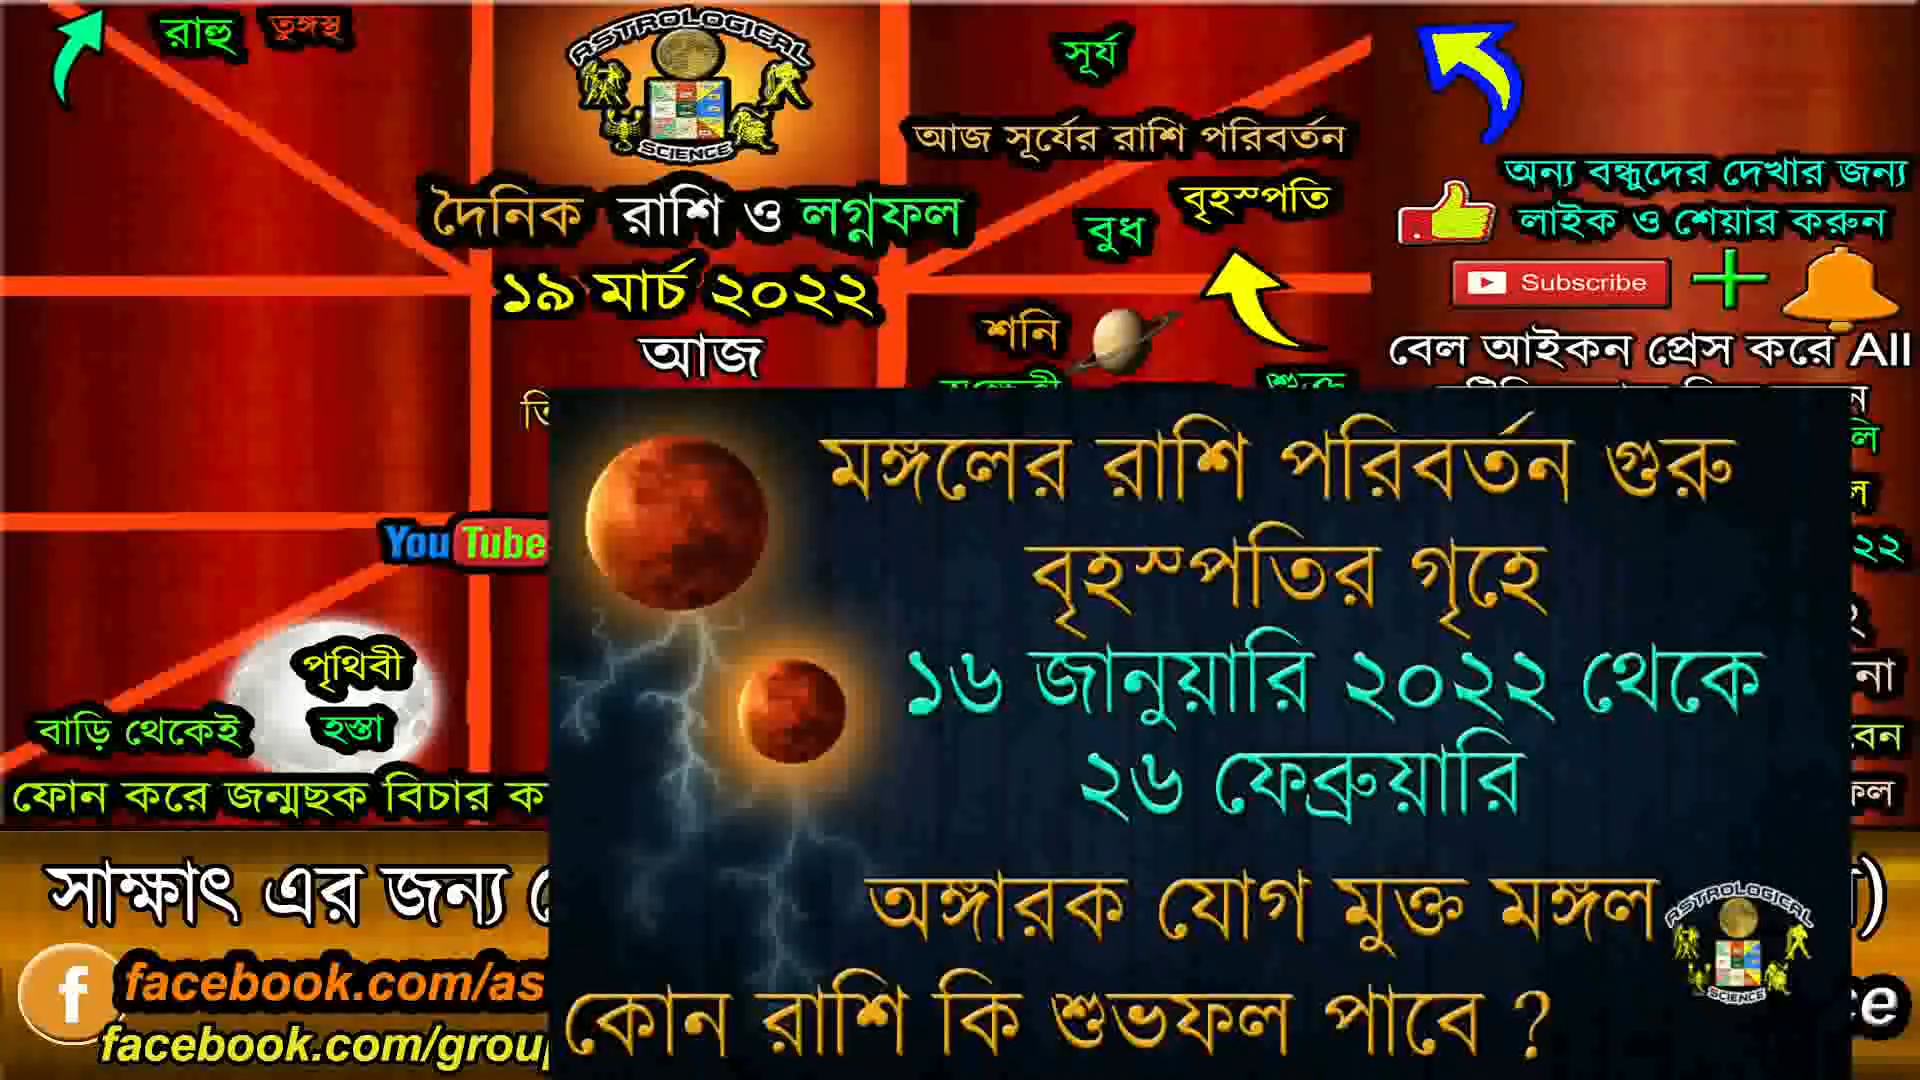 রাহু তুঙ্গস্থ
ASTROLOGICAL
SCIENCE
সূর্য
আজ সূর্যের রাশি পরিবর্তন
বৃহস্পতি
বুধ
অন্য বন্ধুদের দেখার জন্য
লাইক ও শেয়ার করুন
Subscribe
বেল আইকন প্রেস করে All
দৈনিক রাশি ও লগ্নফল
১৯ মার্চ ২০২২
আজ
শনি
শুক্র
YouTube
পৃথিবী
হস্তা
বাড়ি থেকেই
ফোন করে জন্মছক বিচার ক
সাক্ষাৎ এর জন্য
facebook.com/as
facebook.com/grou
মঙ্গলের রাশি পরিবর্তন গুরু
বৃহস্পতির গৃহে
১৬ জানুয়ারি ২০২২ থেকে
২৬ ফেব্রুয়ারি
অঙ্গারক যোগ মুক্ত মঙ্গল
ASTROLOGICAL
SCIENCE
কোন রাশি কি শুভফল পাবে ?